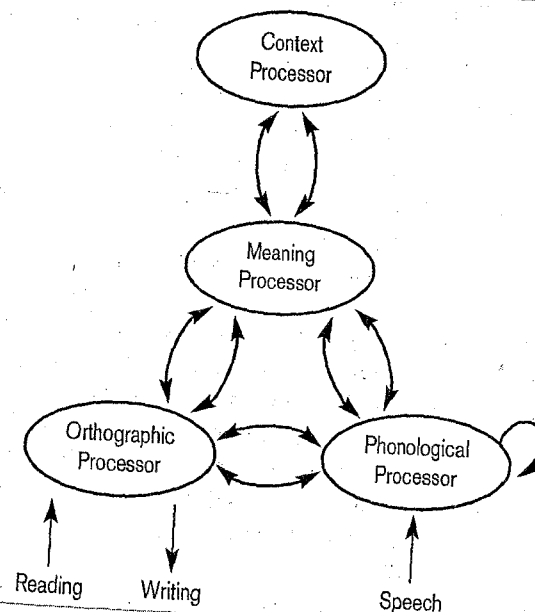 Context
Processor
Meaning
Processor
Orthographic
Processor
Phonological
Processor
Reading
Writing
Speech